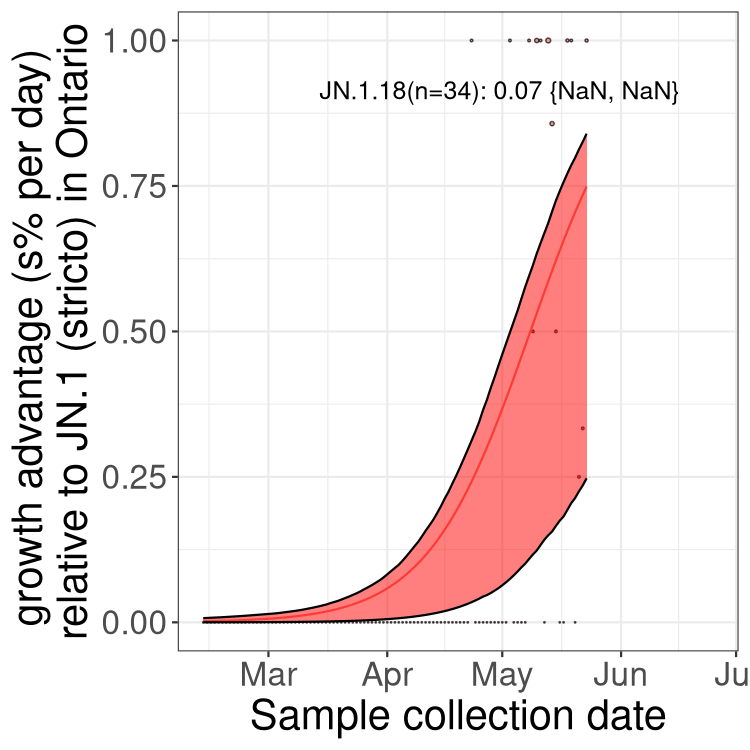 growth advantage (s% per day)
relative to JN.1 (stricto) in Ontario
1.00
0.75
0.50
0.25
0.00
JN.1.18(n=34): 0.07 {NaN, NaN}
Mar Apr May Jun Ju
Sample collection date